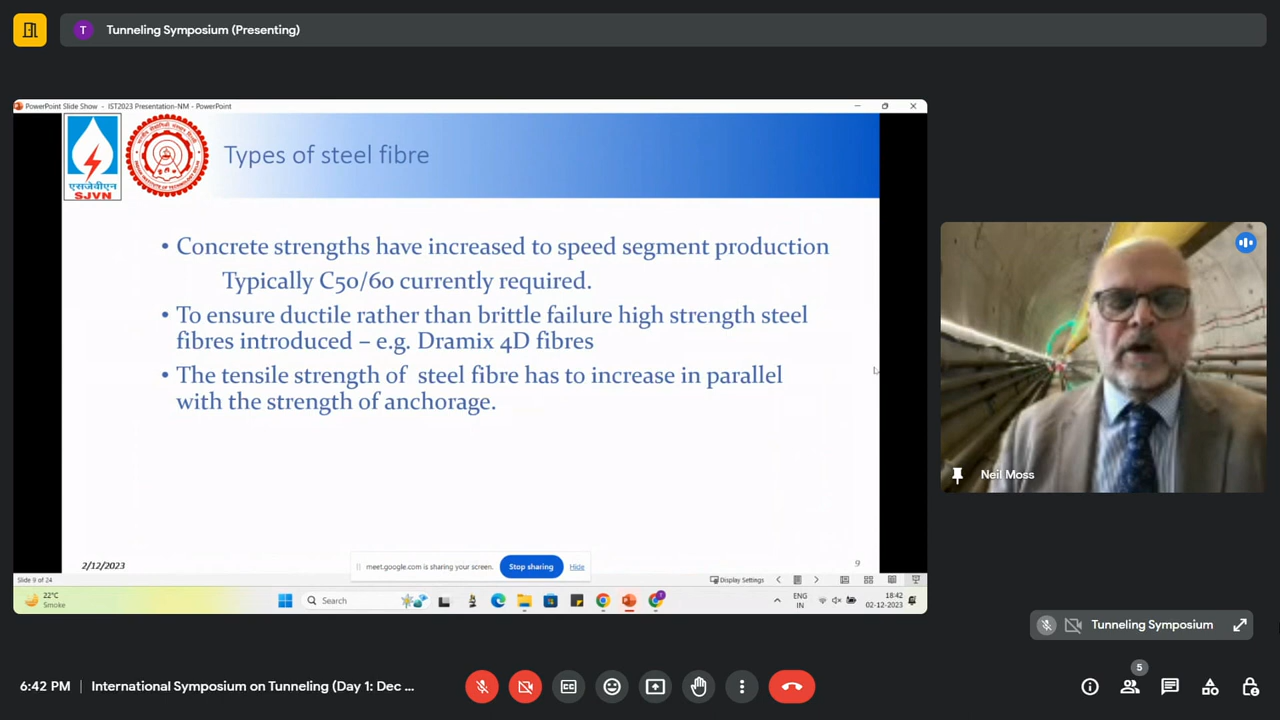 Tunneling Symposium (Presenting)
T
PowerPoint Slide Show - IST2023 Presentation-NM - PowerPoint
एसजेवीएन
SJVN
Types of steel fibre
• Concrete strengths have increased to speed segment production
Typically C50/60 currently required.
• To ensure ductile rather than brittle failure high strength steel
fibres introduced – e.g. Dramix 4D fibres
• The tensile strength of steel fibre has to increase in parallel
with the strength of anchorage.
Neil Moss
2/12/2023
meet.google.com is sharing your screen.
Stop sharing
Hide
9
Slide 9 of 24
Display Settings
22°C
Smoke
Search
ENG
IN
18:42
02-12-2023
Tunneling Symposium
5
6:42 PM
International Symposium on Tunneling (Day 1: Dec ...